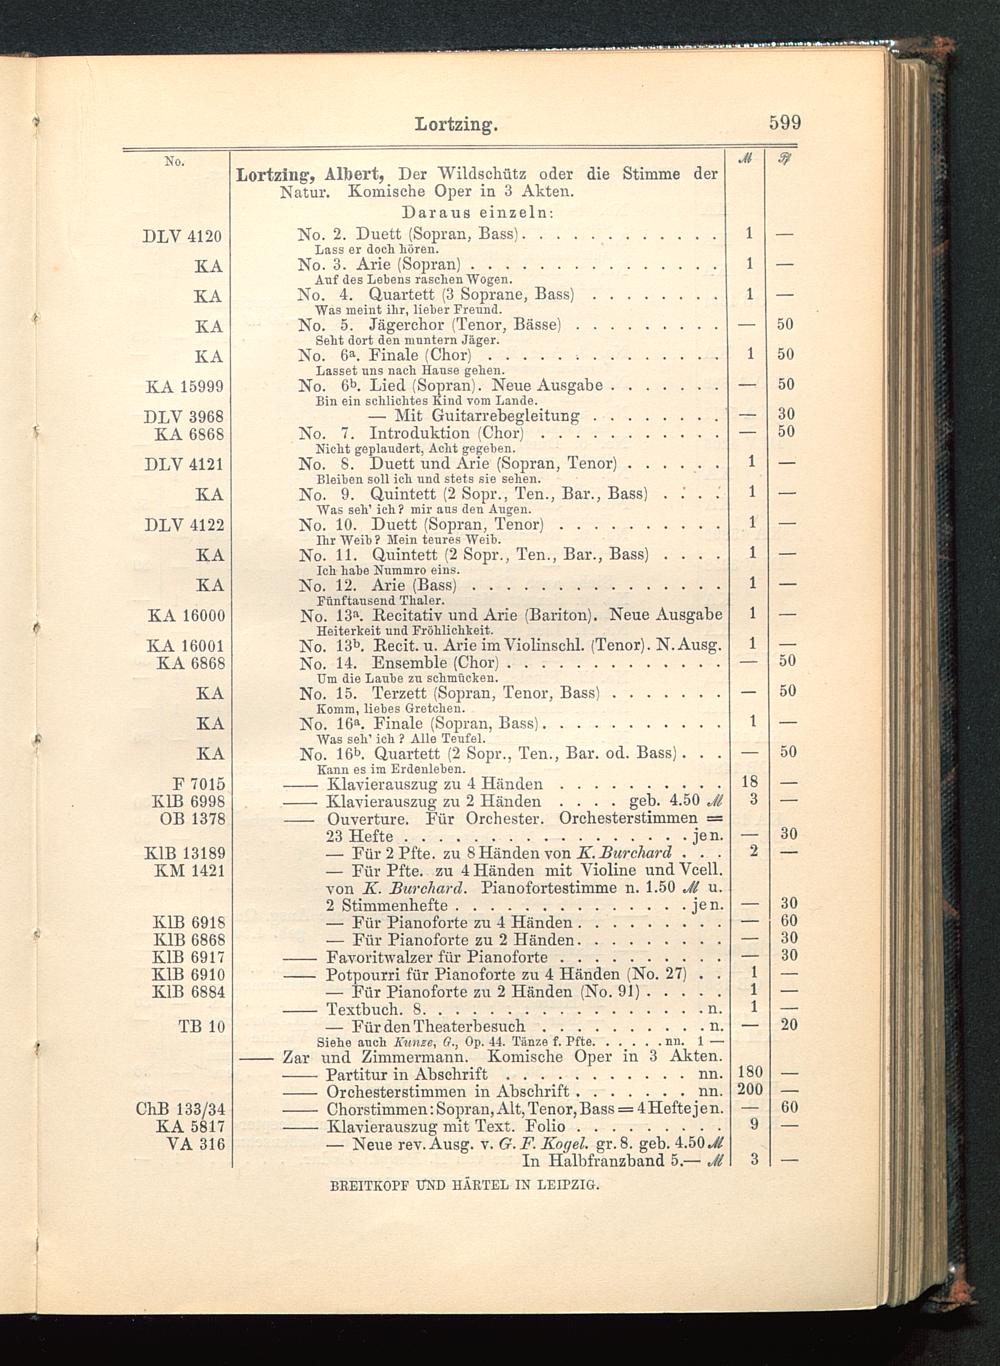 Lortzing. 599
No. ℳ ₰
Lortzing, Albert, Der Wildschütz oder die Stimme der
Natur. Komische Oper in 3 Akten.
Daraus einzeln:
DLV 4120 No. 2. Duett (Sopran, Bass). . . . . . . . . . . . 1 —
Lass er doch hören.
KA No. 3. Arie (Sopran) . . . . . . . . . . . . . . . 1 —
Auf des Lebens raschen Wogen.
KA No. 4. Quartett (3 Soprane, Bass) . . . . . . . . 1 —
Was meint ihr, lieber Freund.
KA No. 5. Jägerchor (Tenor, Bässe) . . . . . . . . . — 50
Seht dort den muntern Jäger.
KA No. 6a. Finale (Chor) . . . . . . . . . . . . . . 1 50
Lasset uns nach Hause gehen.
KA 15999 No. 6b. Lied (Sopran). Neue Ausgabe . . . . . . . — 50
Bin ein schlichtes Kind vom Lande.
DLV 3968 — Mit Guitarrebegleitung . . . . . . . — 30
KA 6868 No. 7. Introduktion (Chor) . . . . . . . . . . . — 50
Nicht geplaudert, Acht gegeben.
DLV 4121 No. 8. Duett und Arie (Sopran, Tenor) . . . . . . 1 —
Bleiben soll ich und stets sie sehen.
KA No. 9. Quintett (2 Sopr., Ten., Bar., Bass) . . . . 1 —
Was seh' ich? mir aus den Augen.
DLV 4122 No. 10. Duett (Sopran, Tenor) . . . . . . . . . . 1 —
Ihr Weib? Mein teures Weib.
KA No. 11. Quintett (2 Sopr., Ten., Bar., Bass) . . . . 1 —
Ich habe Nummro eins.
KA No. 12. Arie (Bass) . . . . . . . . . . . . . . . 1 —
Fünftausend Thaler.
KA 16000 No. 13a. Recitativ und Arie (Bariton). Neue Ausgabe 1 —
Heiterkeit und Fröhlichkeit.
KA 16001 No. 13b. Recit. u. Arie im Violinschl. (Tenor). N. Ausg. 1 —
KA 6868 No. 14. Ensemble (Chor) . . . . . . . . . . . . . — 50
Um die Laube zu schmücken.
KA No. 15. Terzett (Sopran, Tenor, Bass) . . . . . . . — 50
Komm, liebes Gretchen.
KA No. 16a. Finale (Sopran, Bass). . . . . . . . . . . 1 —
Was seh' ich? Alle Teufel.
KA No. 16b. Quartett (2 Sopr., Ten., Bar. od. Bass). . . — 50
Kann es im Erdenleben.
F 7015 —— Klavierauszug zu 4 Händen . . . . . . . . . . 18 —
KlB 6998 —— Klavierauszug zu 2 Händen . . . . geb. 4.50 ℳ 3 —
OB 1378 —— Ouverture. Für Orchester. Orchesterstimmen =
23 Hefte . . . . . . . . . . . . . . . . . . jen. — 30
KlB 13189 — Für 2 Pfte. zu 8 Händen von K. Burchard . . . 2 —
KM 1421 — Für Pfte. zu 4 Händen mit Violine und Vcell.
von K. Burchard. Pianofortestimme n. 1.50 ℳ u.
2 Stimmenhefte . . . . . . . . . . . . . . jen. — 30
KlB 6918 — Für Pianoforte zu 4 Händen . . . . . . . . . — 60
KlB 6868 — Für Pianoforte zu 2 Händen. . . . . . . . . — 30
KlB 6917 —— Favoritwalzer für Pianoforte . . . . . . . . . . — 30
KlB 6910 —— Potpourri für Pianoforte zu 4 Händen (No. 27) . . 1 —
KlB 6884 — Für Pianoforte zu 2 Händen (No. 91) . . . . . 1 —
—— Textbuch. 8. . . . . . . . . . . . . . . . . n. 1 —
TB 10 — Für den Theaterbesuch . . . . . . . . . . . n. — 20
Siehe auch Kunze, G., Op. 44. Tänze f. Pfte. . . . . . nn. 1 —
—— Zar und Zimmermann. Komische Oper in 3 Akten.
—— Partitur in Abschrift . . . . . . . . . . . nn. 180 —
—— Orchesterstimmen in Abschrift . . . . . . . nn. 200 —
ChB 133/34 —— Chorstimmen: Sopran, Alt, Tenor, Bass = 4 Hefte jen. — 60
KA 5817 —— Klavierauszug mit Text. Folio . . . . . . . . . 9 —
VA 316 — Neue rev. Ausg. v. G. F. Kogel. gr. 8. geb. 4.50 ℳ
In Halbfranzband 5.— ℳ 3 —
BREITKOPF UND HÄRTEL IN LEIPZIG.